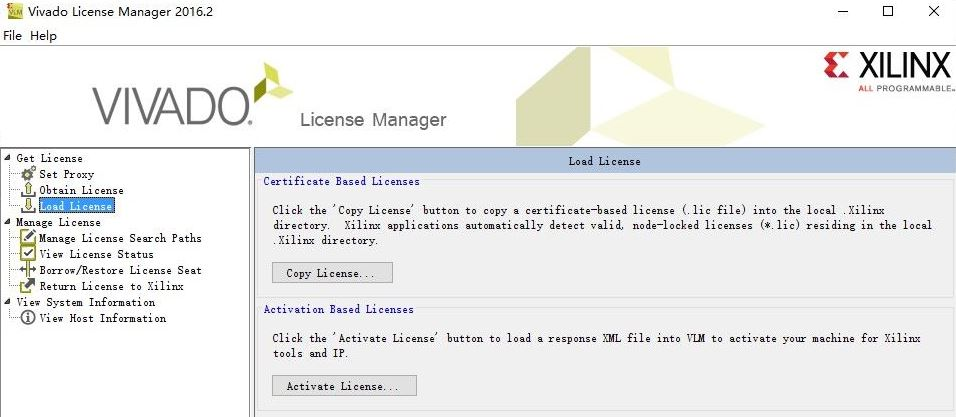 Vivado License Manager 2016.2
File Help
VIVADO.
License Manager
XILINX
ALL PROGRAMMABLE™
Get License
Set Proxy
Obtain License
Load License
Manage License
Manage License Search Paths
View License Status
Borrow/Restore License Seat
Return License to Xilinx
View System Information
View Host Information
Load License
Certificate Based Licenses
Click the 'Copy License' button to copy a certificate-based license (.lic file) into the local .Xilinx
directory. Xilinx applications automatically detect valid, node-locked licenses (*.lic) residing in the local
.Xilinx directory.
Copy License...
Activation Based Licenses
Click the 'Activate License' button to load a response XML file into VLM to activate your machine for Xilinx
tools and IP.
Activate License...